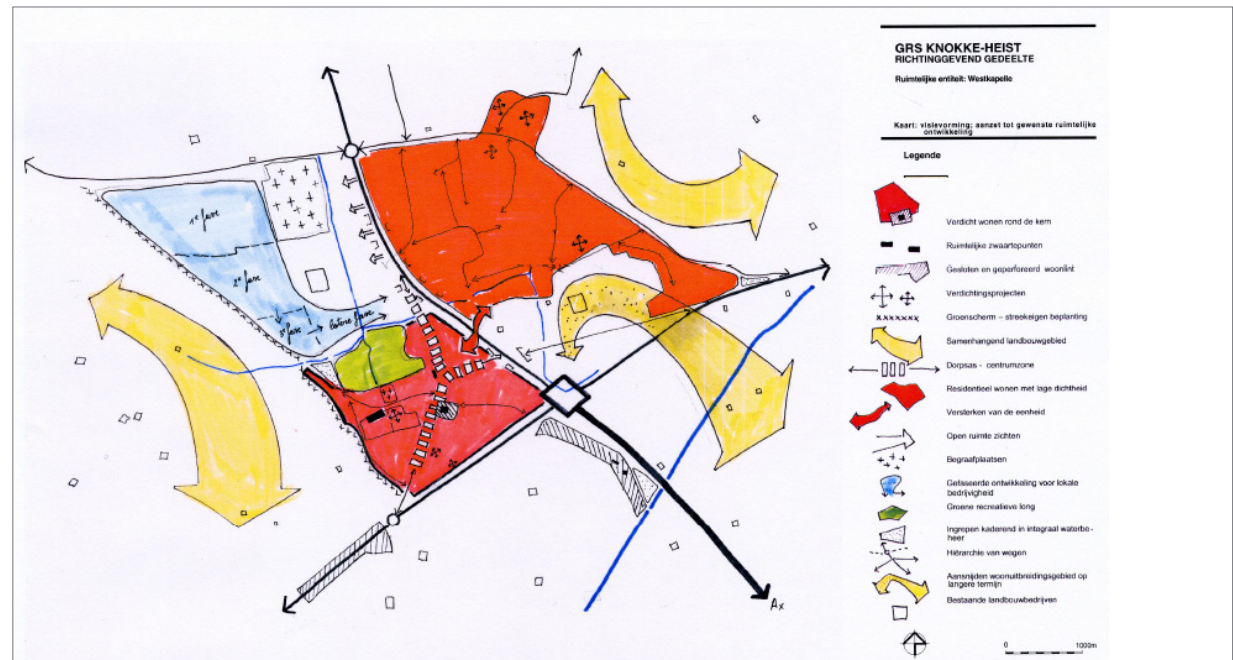 GRS KNOKKE-HEIST
RICHTINGGEVEND GEDEELTE
Ruimtelijke entiteit: Westkapelle
Kaart: visievorming; aanzet tot gewenste ruimtelijke
ontwikkeling
Legende
Verdicht wonen rond de kern
Ruimtelijke zwaartepunten
Gesloten en geperforeerd woonlint
Verdichtingsprojecten
Groenscherm – streekeigen beplanting
Samenhangend landbouwgebied
Dorpsas - centrumzone
Residentieel wonen met lage dichtheid
Versterken van de eenheid
Open ruimte zichten
Begraafplaatsen
Gefaseerde ontwikkeling voor lokale
bedrijvigheid
Groene recreatieve long
Ingrepen kaderend in integraal waterbe-
heer
Hiërarchie van wegen
Aansnijden woonuitbreidingsgebied op
langere termijn
Bestaande landbouwbedrijven
0 1000m
1e fase
2e fase
3e fase
latere fase
Ax